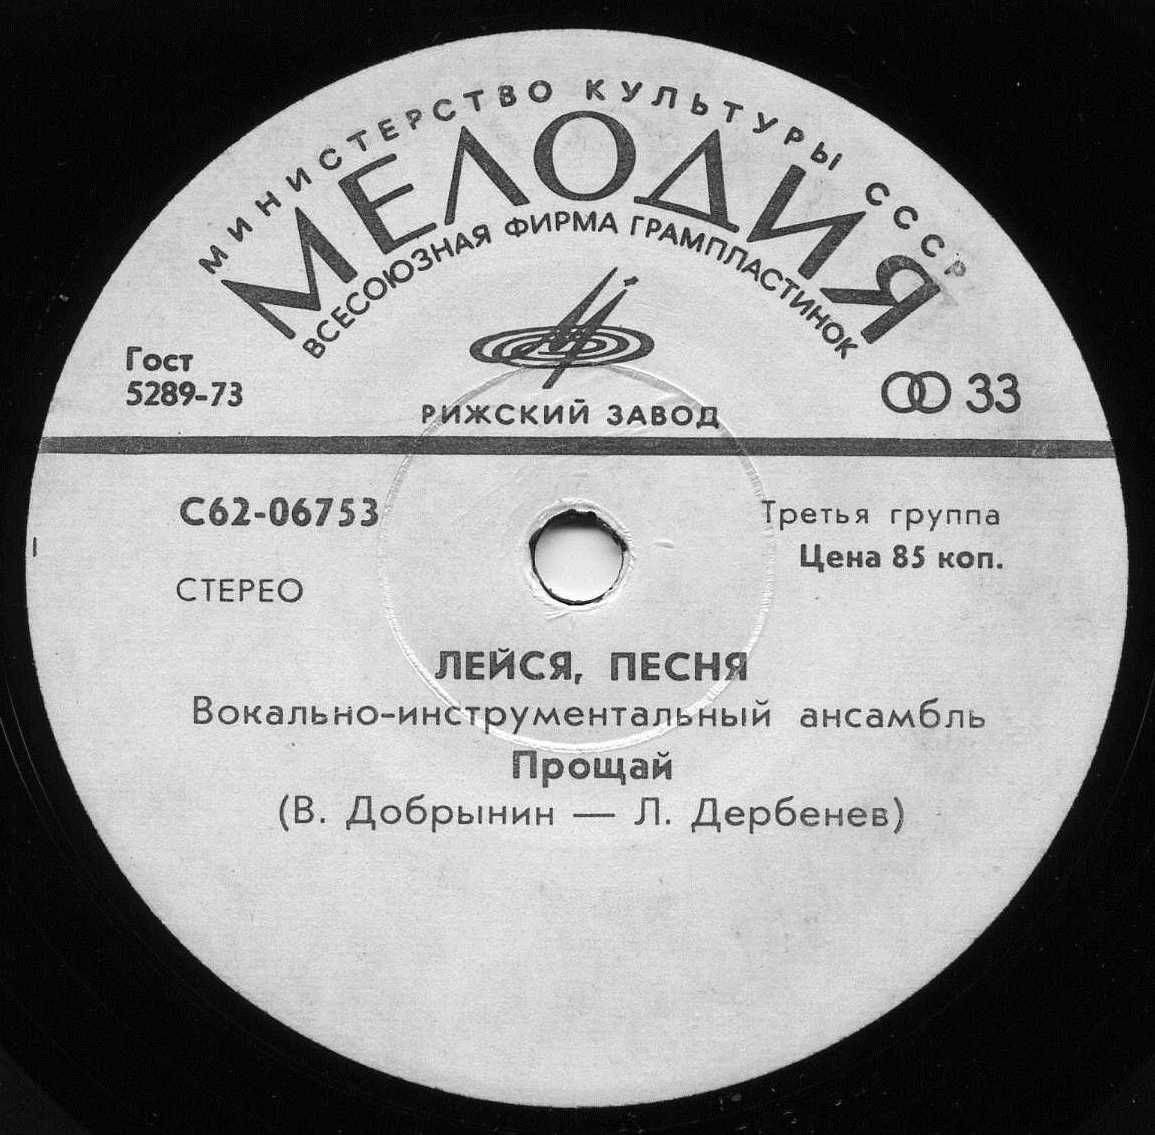 МИНИСТЕРСТВО КУЛЬТУРЫ СССР
МЕЛОДИЯ
ВСЕСОЮЗНАЯ ФИРМА ГРАМПЛАСТИНОК
Гост
5289-73
33
РИЖСКИЙ ЗАВОД
С62-06753
Третья группа
Цена 85 коп.
СТЕРЕО
ЛЕЙСЯ, ПЕСНЯ
Вокально-инструментальный ансамбль
Прощай
(В. Добрынин — Л. Дербенев)